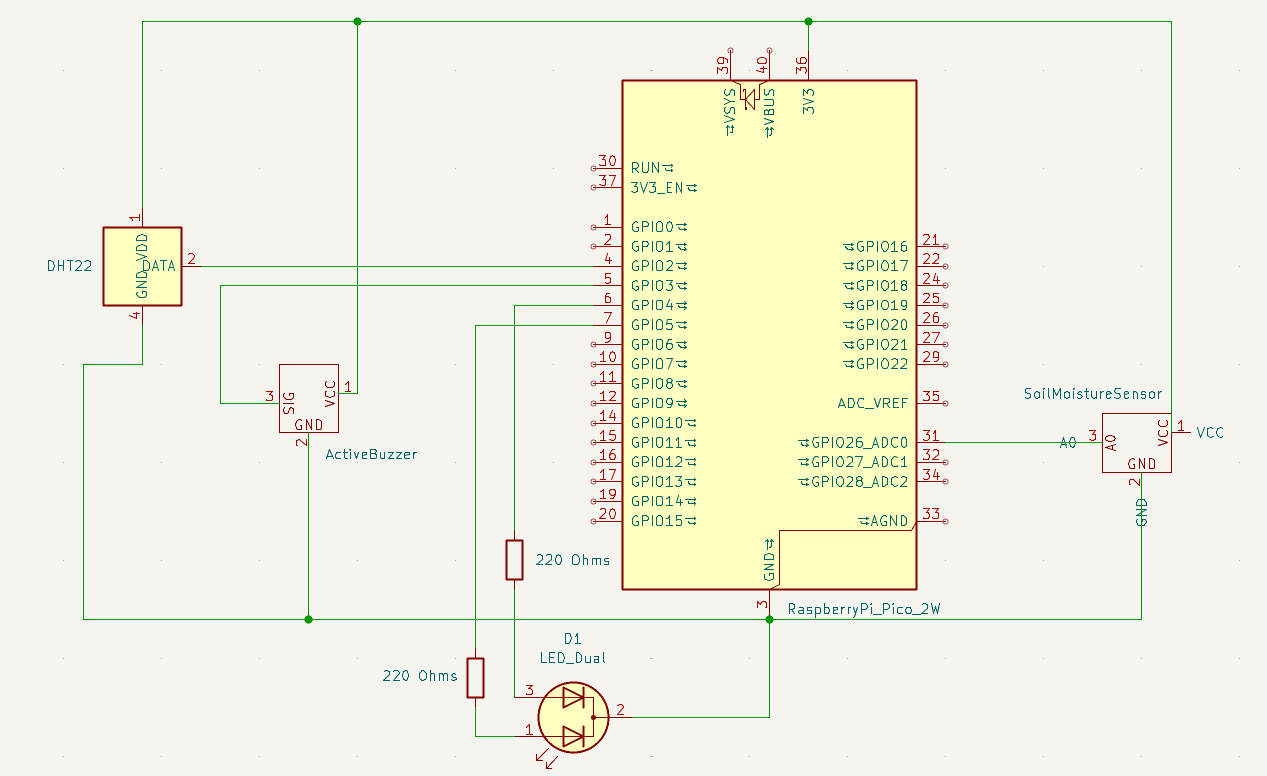 39
40
36
VSYS
VBUS
3V3
30 RUN
37 3V3_EN
1 GPIO0
2 GPIO1
4 GPIO2
5 GPIO3
6 GPIO4
7 GPIO5
9 GPIO6
10 GPIO7
11 GPIO8
12 GPIO9
14 GPIO10
15 GPIO11
16 GPIO12
17 GPIO13
19 GPIO14
20 GPIO15
GPIO16 21
GPIO17 22
GPIO18 24
GPIO19 25
GPIO20 26
GPIO21 27
GPIO22 29
ADC_VREF 35
GPIO26_ADC0 31
GPIO27_ADC1 32
GPIO28_ADC2 34
AGND 33
GND
3
RaspberryPi_Pico_2W
1
VDD
DHT22
DATA 2
GND
4
3 SIG
VCC 1
GND
2
ActiveBuzzer
SoilMoistureSensor
A0 3 A0
VCC 1 VCC
GND
2
GND
220 Ohms
220 Ohms
D1
LED_Dual
3
2
1